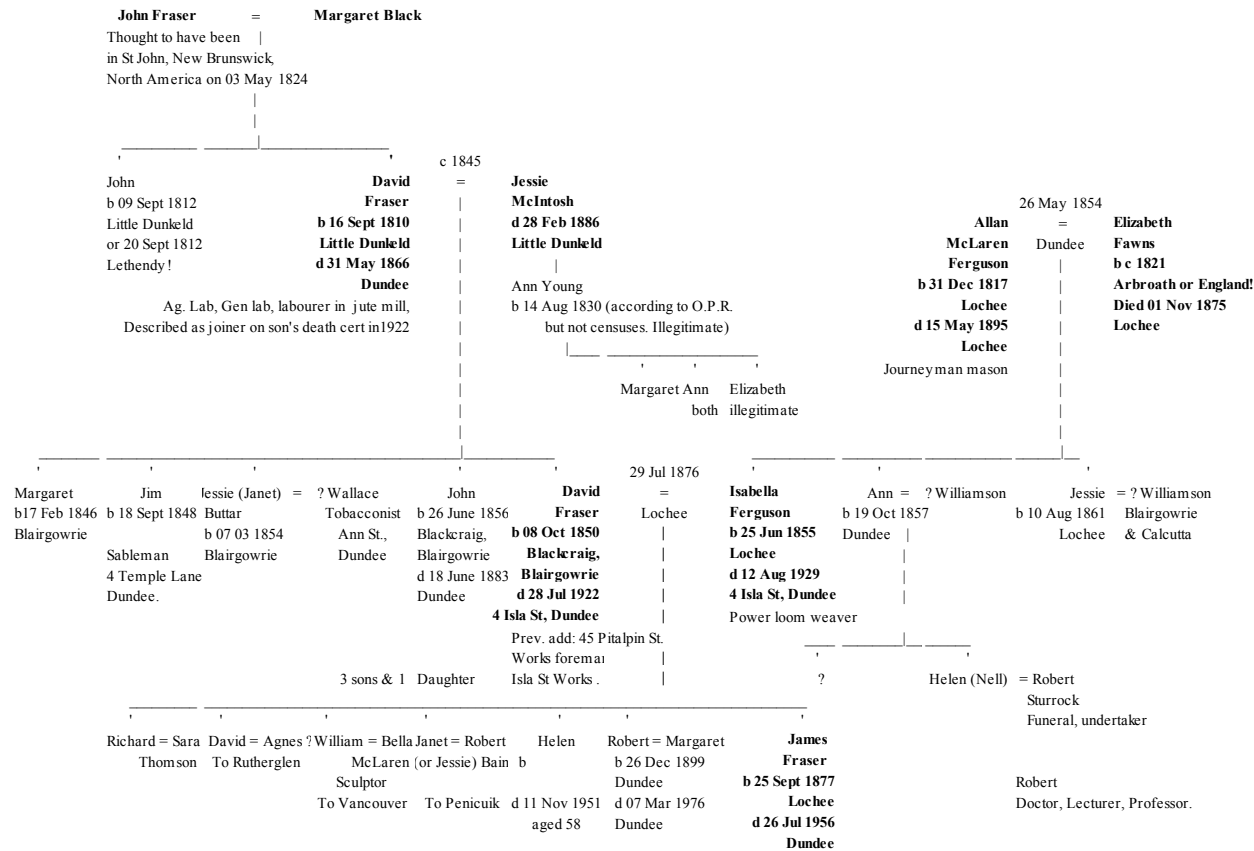 John Fraser = Margaret Black
Thought to have been
in St John, New Brunswick,
North America on 03 May 1824
c 1845
John
b 09 Sept 1812
Little Dunkeld
or 20 Sept 1812
Lethendy!
David
Fraser
b 16 Sept 1810
Little Dunkeld
d 31 May 1866
Dundee
Ag. Lab, Gen lab, labourer in jute mill,
Described as joiner on son's death cert in1922
=
Jessie
McIntosh
d 28 Feb 1886
Little Dunkeld
Ann Young
b 14 Aug 1830 (according to O.P.R.
but not censuses. Illegitimate)
Margaret Ann Elizabeth
both illegitimate
26 May 1854
Allan
McLaren
Ferguson
b 31 Dec 1817
Lochee
d 15 May 1895
Lochee
Journeyman mason
=
Dundee
Elizabeth
Fawns
b c 1821
Arbroath or England!
Died 01 Nov 1875
Lochee
Margaret
b17 Feb 1846
Blairgowrie
Jim
b 18 Sept 1848
Sableman
4 Temple Lane
Dundee.
Jessie (Janet) = ? Wallace
Buttar
b 07 03 1854
Blairgowrie
Tobacconist
Ann St.,
Dundee
John
b 26 June 1856
Blackcraig,
Blairgowrie
d 18 June 1883
Dundee
3 sons & 1 Daughter
David
Fraser
b 08 Oct 1850
Blackcraig,
Blairgowrie
d 28 Jul 1922
4 Isla St, Dundee
Prev. add: 45 Pitalpin St.
Works foreman
Isla St Works .
29 Jul 1876
=
Lochee
Isabella
Ferguson
b 25 Jun 1855
Lochee
d 12 Aug 1929
4 Isla St, Dundee
Power loom weaver
Ann = ? Williamson
b 19 Oct 1857
Dundee
Jessie = ? Williamson
b 10 Aug 1861
Lochee
Blairgowrie
& Calcutta
?
Helen (Nell) = Robert
Sturrock
Funeral, undertaker
Robert
Doctor, Lecturer, Professor.
Richard = Sara
Thomson
David = Agnes ?
To Rutherglen
William = Bella
McLaren
Sculptor
To Vancouver
Janet = Robert
(or Jessie) Bain
To Penicuik
Helen
b
d 11 Nov 1951
aged 58
Robert = Margaret
b 26 Dec 1899
Dundee
d 07 Mar 1976
Dundee
James
Fraser
b 25 Sept 1877
Lochee
d 26 Jul 1956
Dundee